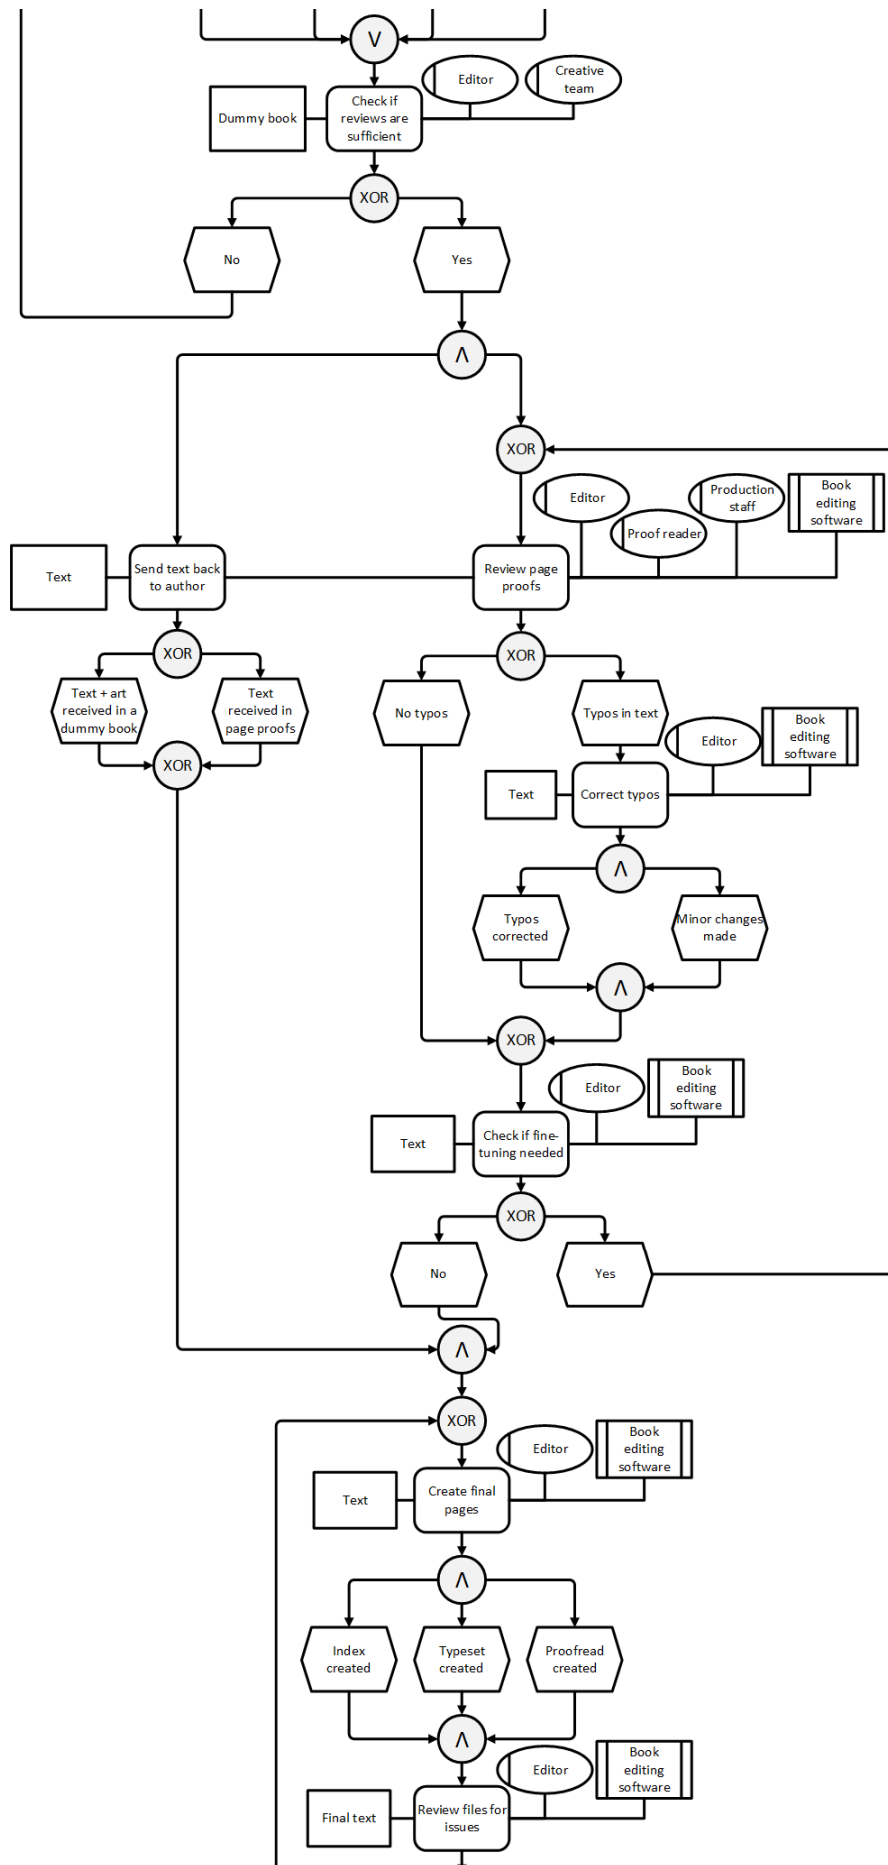 V
Editor
Creative
team
Dummy book
Check if
reviews are
sufficient
XOR
No
Yes
Λ
XOR
Editor
Proof reader
Production
staff
Book
editing
software
Text
Send text back
to author
Review page
proofs
XOR
XOR
Text + art
received in a
dummy book
Text
received in
page proofs
No typos
Typos in text
Editor
Book
editing
software
XOR
Text
Correct typos
Λ
Typos
corrected
Minor changes
made
Λ
XOR
Editor
Book
editing
software
Text
Check if fine-
tuning needed
XOR
No
Yes
Λ
XOR
Editor
Book
editing
software
Text
Create final
pages
Λ
Index
created
Typeset
created
Proofread
created
Λ
Editor
Book
editing
software
Final text
Review files for
issues